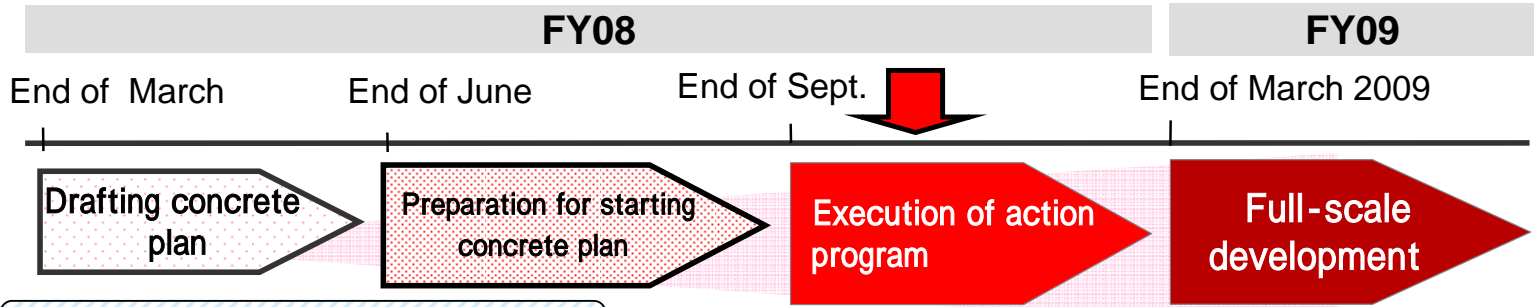 FY08
FY09
End of March
End of June
End of Sept.
End of March 2009
Drafting concrete
plan
Preparation for starting
concrete plan
Execution of action
program
Full-scale
development